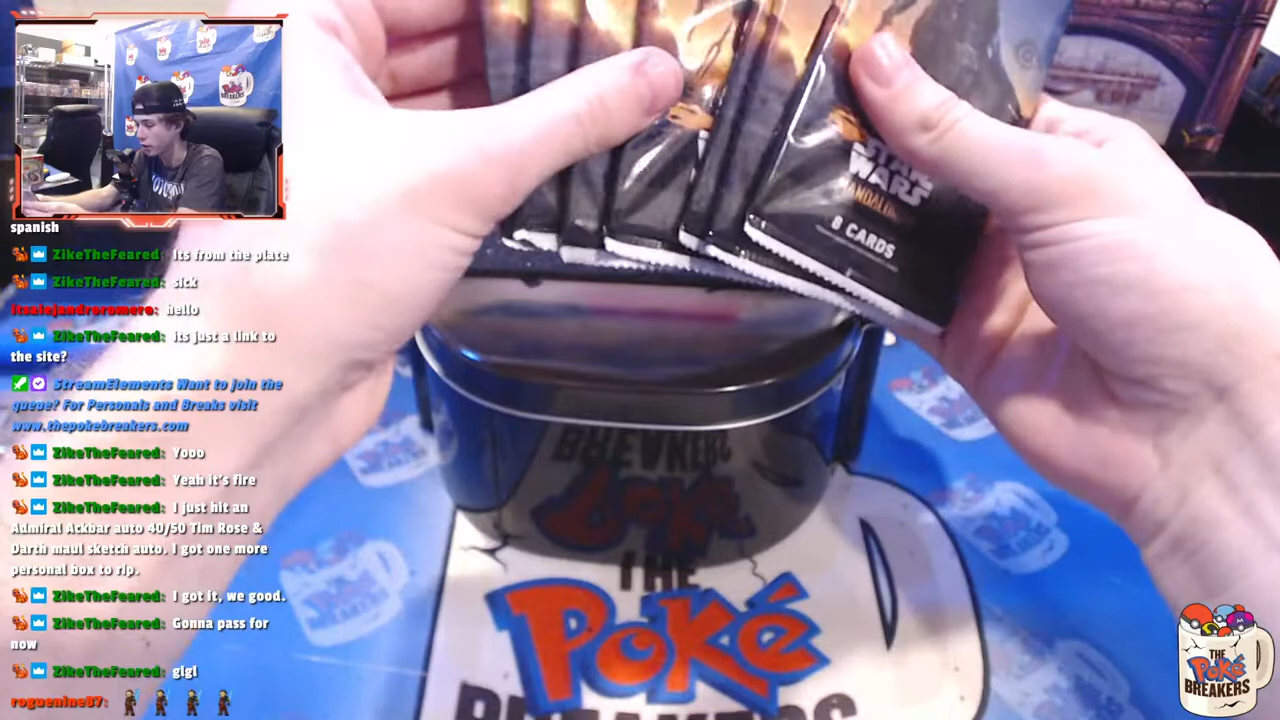 spanish
ZikeTheFeared: Its from the plate
ZikeTheFeared: sick
itsalejandroromero: hello
ZikeTheFeared: its just a link to
the site?
StreamElements Want to join the
queue? For Personals and Breaks visit
www.thepokebreakers.com
ZikeTheFeared: Yooo
ZikeTheFeared: Yeah it's fire
ZikeTheFeared: I just hit an
Admiral Ackbar auto 40/50 Tim Rose &
Darth maul sketch auto. I got one more
personal box to rip.
ZikeTheFeared: I got it, we good.
ZikeTheFeared: Gonna pass for
now
ZikeTheFeared: glgl
roguenine87:
STAR
WARS
8 CARDS
THE
Poké
BREAKERS
THE
Poké
BREAKERS